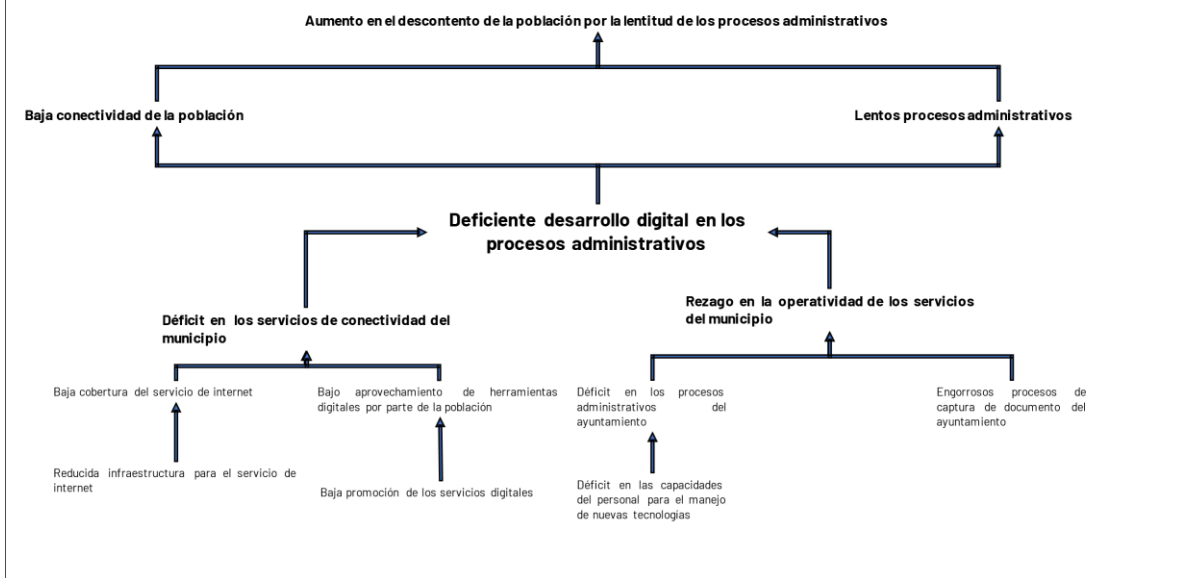 Aumento en el descontento de la población por la lentitud de los procesos administrativos
Baja conectividad de la población
Lentos procesos administrativos
Deficiente desarrollo digital en los
procesos administrativos
Déficit en los servicios de conectividad del
municipio
Rezago en la operatividad de los servicios
del municipio
Baja cobertura del servicio de internet
Bajo aprovechamiento de herramientas
digitales por parte de la población
Déficit en los procesos
administrativos del
ayuntamiento
Engorrosos procesos de
captura de documento del
ayuntamiento
Reducida infraestructura para el servicio de
internet
Baja promoción de los servicios digitales
Déficit en las capacidades
del personal para el manejo
de nuevas tecnologías